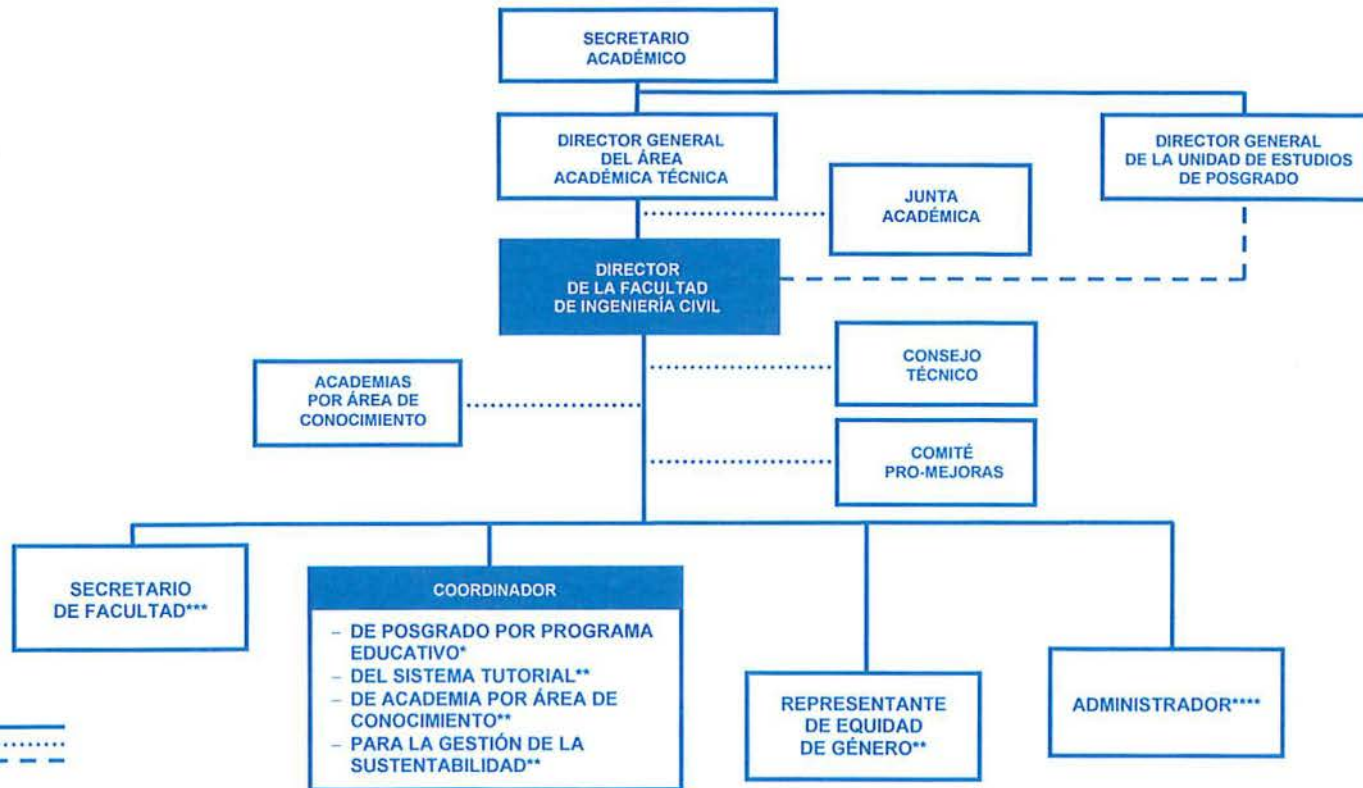 SECRETARIO
ACADÉMICO
DIRECTOR GENERAL
DEL ÁREA
ACADÉMICA TÉCNICA
DIRECTOR GENERAL
DE LA UNIDAD DE ESTUDIOS
DE POSGRADO
JUNTA
ACADÉMICA
DIRECTOR
DE LA FACULTAD
DE INGENIERÍA CIVIL
CONSEJO
TÉCNICO
ACADEMIAS
POR ÁREA DE
CONOCIMIENTO
COMITÉ
PRO-MEJORAS
SECRETARIO
DE FACULTAD***
COORDINADOR
– DE POSGRADO POR PROGRAMA
EDUCATIVO*
– DEL SISTEMA TUTORIAL**
– DE ACADEMIA POR ÁREA DE
CONOCIMIENTO**
– PARA LA GESTIÓN DE LA
SUSTENTABILIDAD**
REPRESENTANTE
DE EQUIDAD
DE GÉNERO**
ADMINISTRADOR****